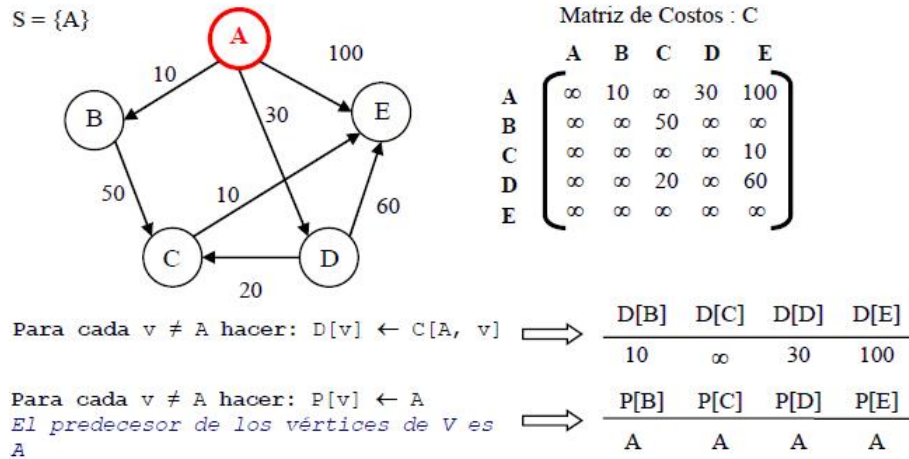 S = {A}
Matriz de Costos : C
A
10
100
30
B
E
50
10
60
C
D
20
A B C D E
A ∞ 10 ∞ 30 100
B ∞ ∞ 50 ∞ ∞
C ∞ ∞ ∞ ∞ 10
D ∞ ∞ 20 ∞ 60
E ∞ ∞ ∞ ∞ ∞
Para cada v ≠ A hacer: D[v] ← C[A, v]
D[B] D[C] D[D] D[E]
10 ∞ 30 100
Para cada v ≠ A hacer: P[v] ← A
El predecesor de los vértices de V es
A
P[B] P[C] P[D] P[E]
A A A A